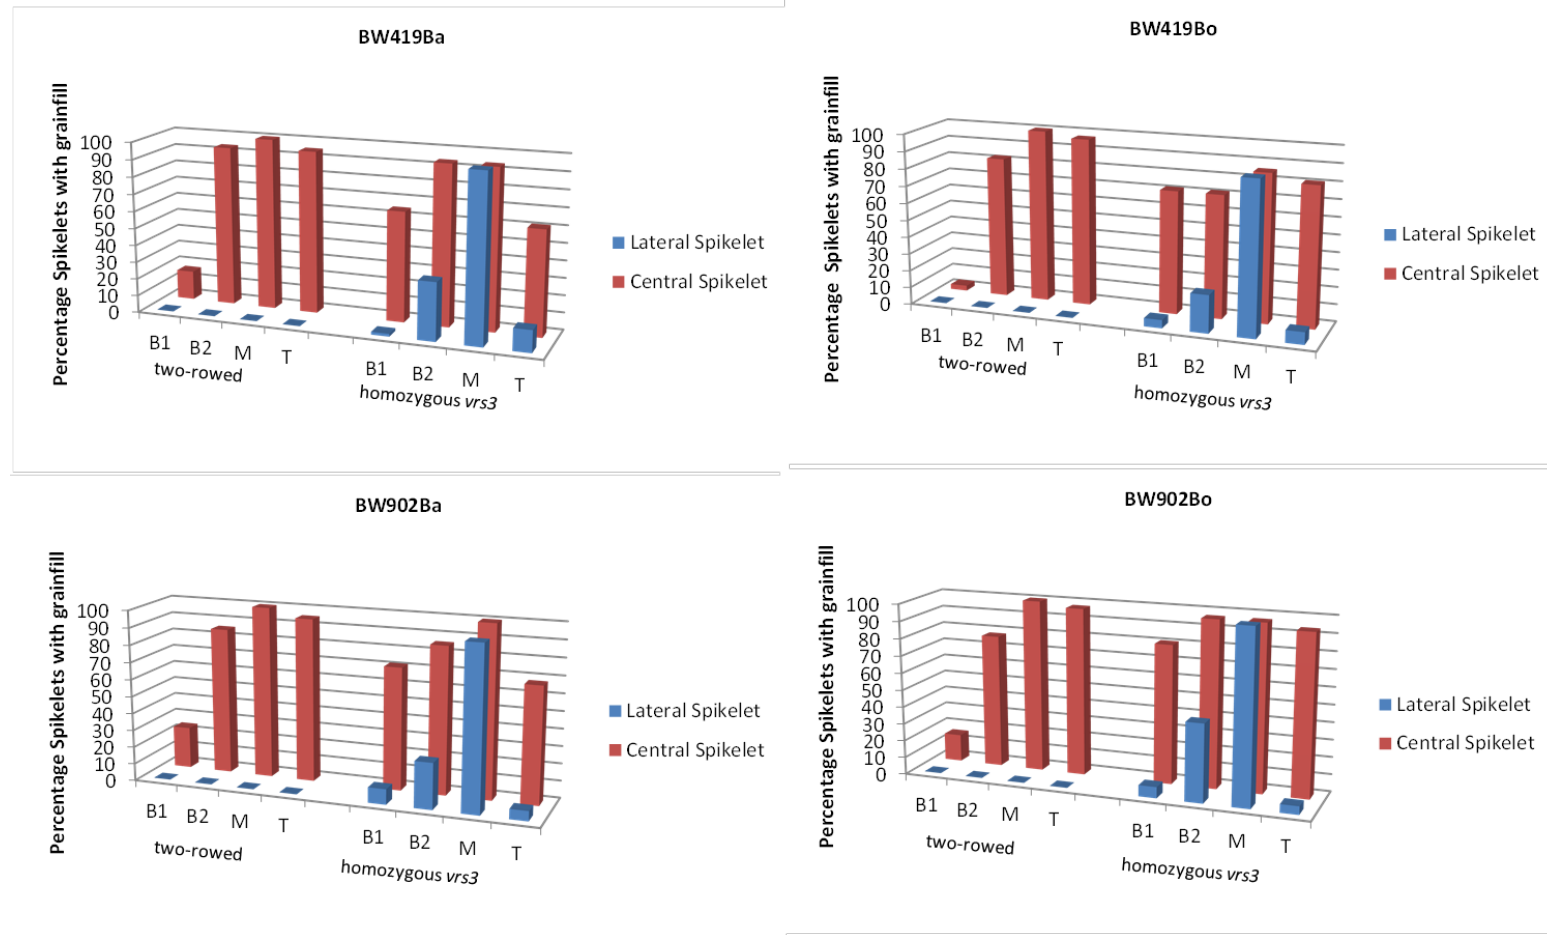 BW419Ba
Percentage Spikelets with grainfill
100
90
80
70
60
50
40
30
20
10
0
B1 B2 M T B1 B2 M T
two-rowed homozygous vrs3
Lateral Spikelet
Central Spikelet
BW419Bo
Percentage Spikelets with grainfill
100
90
80
70
60
50
40
30
20
10
0
B1 B2 M T B1 B2 M T
two-rowed homozygous vrs3
Lateral Spikelet
Central Spikelet
BW902Ba
Percentage Spikelets with grainfill
100
90
80
70
60
50
40
30
20
10
0
B1 B2 M T B1 B2 M T
two-rowed homozygous vrs3
Lateral Spikelet
Central Spikelet
BW902Bo
Percentage Spikelets with grainfill
100
90
80
70
60
50
40
30
20
10
0
B1 B2 M T B1 B2 M T
two-rowed homozygous vrs3
Lateral Spikelet
Central Spikelet